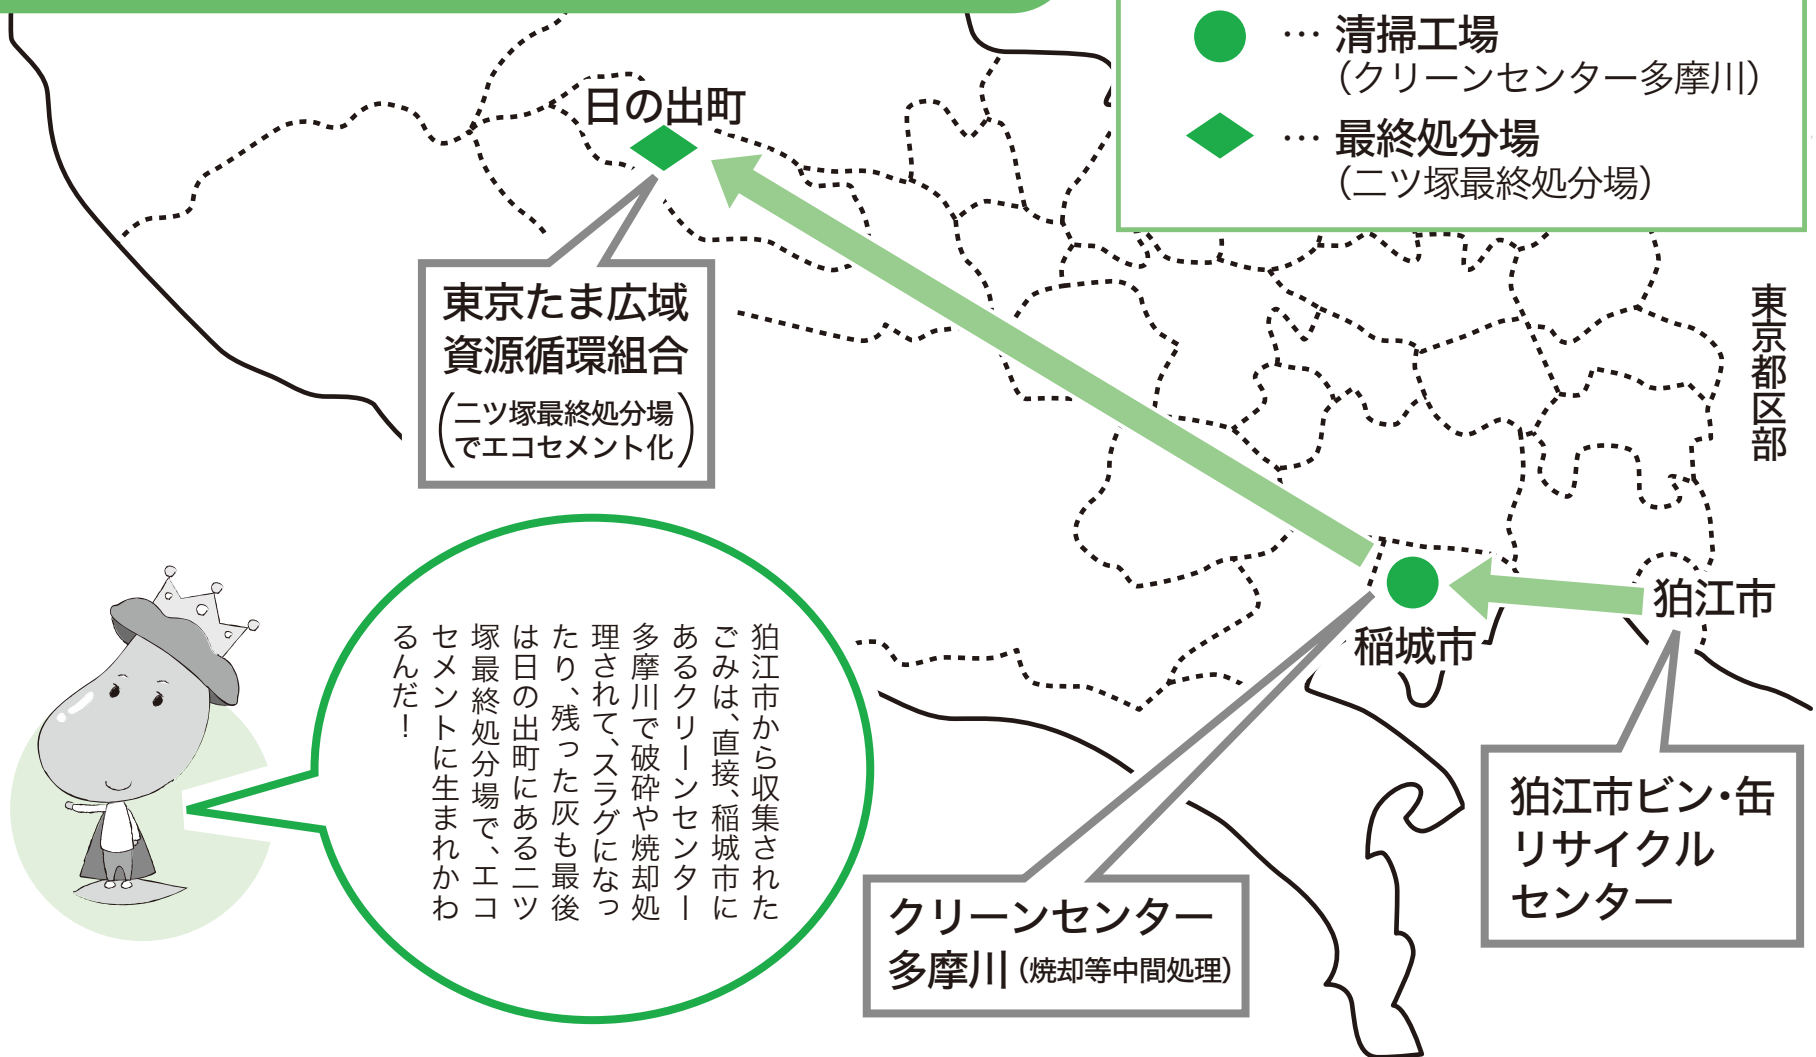 … 清掃工場
（クリーンセンター多摩川）
… 最終処分場
（二ツ塚最終処分場）
日の出町
東京たま広域
資源循環組合
（二ツ塚最終処分場
でエコセメント化）
東京都区部
狛江市
稲城市
狛江市ビン・缶
リサイクル
センター
クリーンセンター
多摩川（焼却等中間処理）
狛江市から収集された
ごみは、直接、稲城市に
あるクリーンセンター
多摩川で破砕や焼却処
理されて、スラグになっ
たり、残った灰も最後
は日の出町にある二ツ
塚最終処分場で、エコ
セメントに生まれかわ
るんだ！